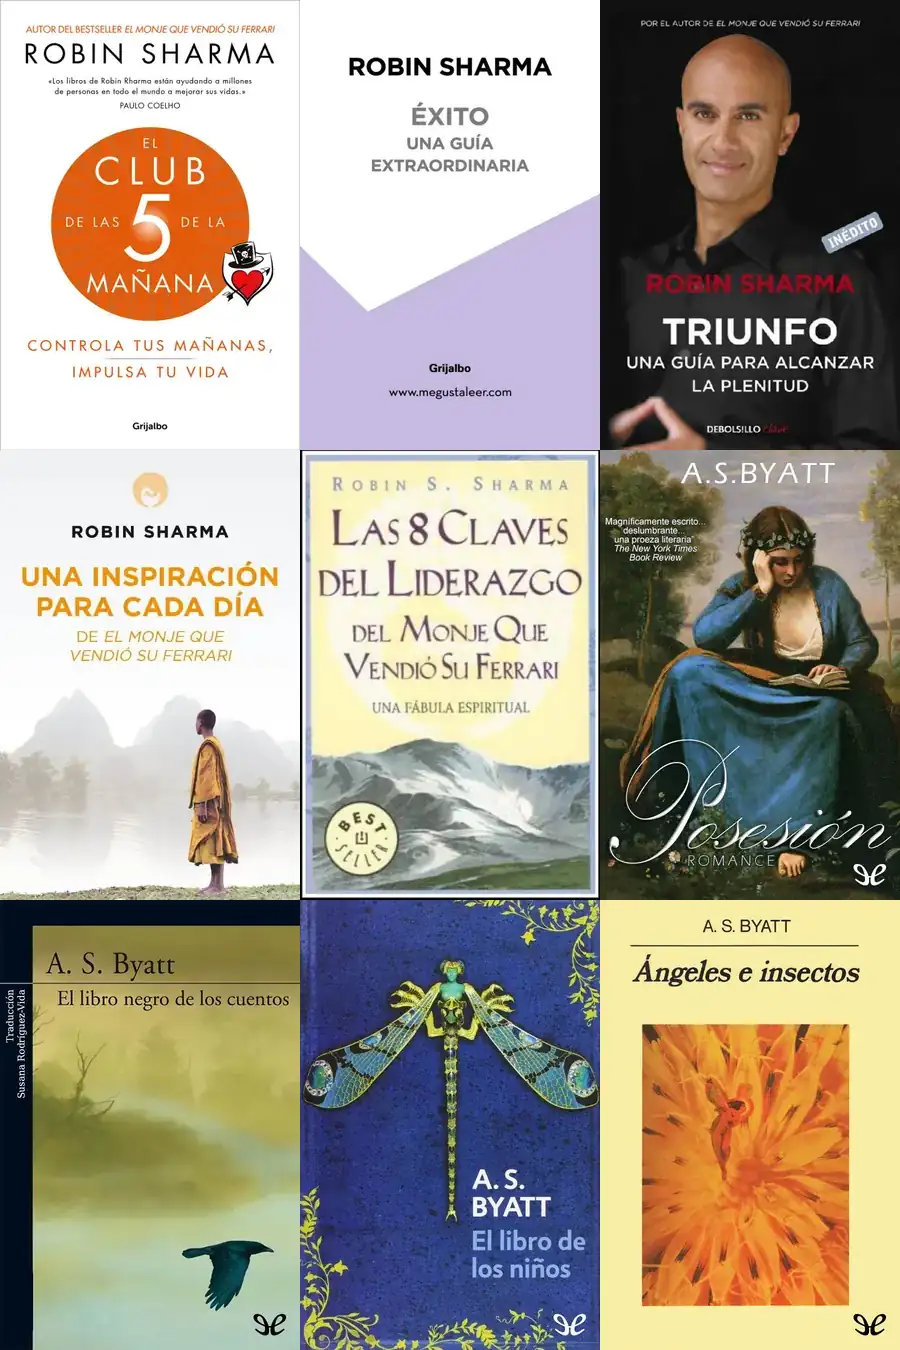 AUTOR DEL BESTSELLER EL MONJE QUE VENDIÓ SU FERRARI
ROBIN SHARMA
«Los libros de Robin Rharma están ayudando a millones
de personas en todo el mundo a mejorar sus vidas.»
PAULO COELHO
EL
CLUB
DE LAS 5 DE LA
MAÑANA
CONTROLA TUS MAÑANAS,
IMPULSA TU VIDA
Grijalbo
ROBIN SHARMA
ÉXITO
UNA GUÍA
EXTRAORDINARIA
Grijalbo
www.megustaleer.com
POR EL AUTOR DE EL MONJE QUE VENDIÓ SU FERRARI
INÉDITO
ROBIN SHARMA
TRIUNFO
UNA GUÍA PARA ALCANZAR
LA PLENITUD
DEBOLS!LLO clave
ROBIN SHARMA
UNA INSPIRACIÓN
PARA CADA DÍA
DE EL MONJE QUE
VENDIÓ SU FERRARI
ROBIN S. SHARMA
LAS 8 CLAVES
DEL LIDERAZGO
DEL MONJE QUE
VENDIÓ SU FERRARI
UNA FÁBULA ESPIRITUAL
BEST
SELLER
A.S.BYATT
Magníficamente escrito...
deslumbrante...
una proeza literaria"
The New York Times
Book Review
Posesión
ROMANCE
A. S. Byatt
El libro negro de los cuentos
Traducción
Susana Rodríguez-Vida
A. S.
BYATT
El libro de
los niños
A. S. BYATT
Ángeles e insectos